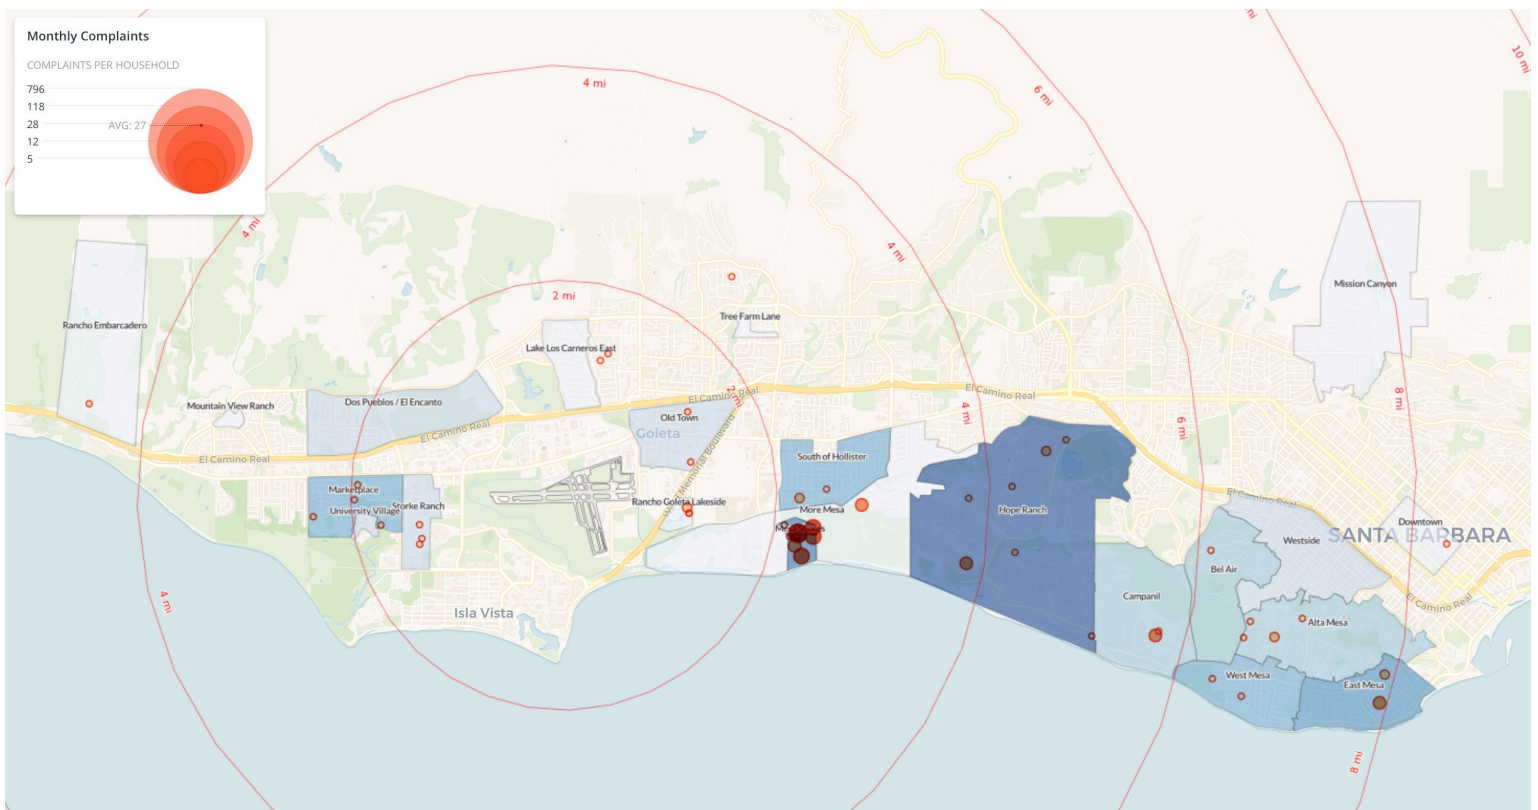 Monthly Complaints
COMPLAINTS PER HOUSEHOLD
796
118
28
AVG: 27
12
5
4 mi
6 mi
10 mi
4 mi
4 mi
2 mi
Mission Canyon
Rancho Embarcadero
Tree Farm Lane
Lake Los Carneros East
2 mi
El Camino Real
El Camino Real
8 mi
Mountain View Ranch
Dos Pueblos / El Encanto
Old Town
4 mi
Goleta
El Camino Real
6 mi
El Camino Real
South of Hollister
Marketplace
El Camino Real
Storke Ranch
Rancho Goleta Lakeside
University Village
More Mesa
Hope Ranch
Downtown
SANTA BARBARA
Westside
Bel Air
4 mi
Campanil
El Camino Real
Isla Vista
Alta Mesa
West Mesa
East Mesa
8 mi